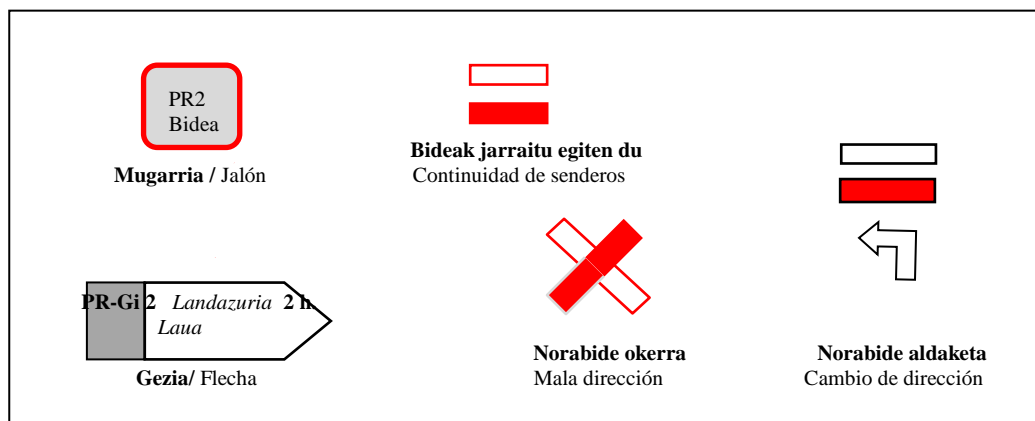 PR2
Bidea
Mugarria / Jalón
Bideak jarraitu egiten du
Continuidad de senderos
PR-Gi 2 Landazuria 2 h.
Laua
Gezia/ Flecha
Norabide okerra
Mala dirección
Norabide aldaketa
Cambio de dirección